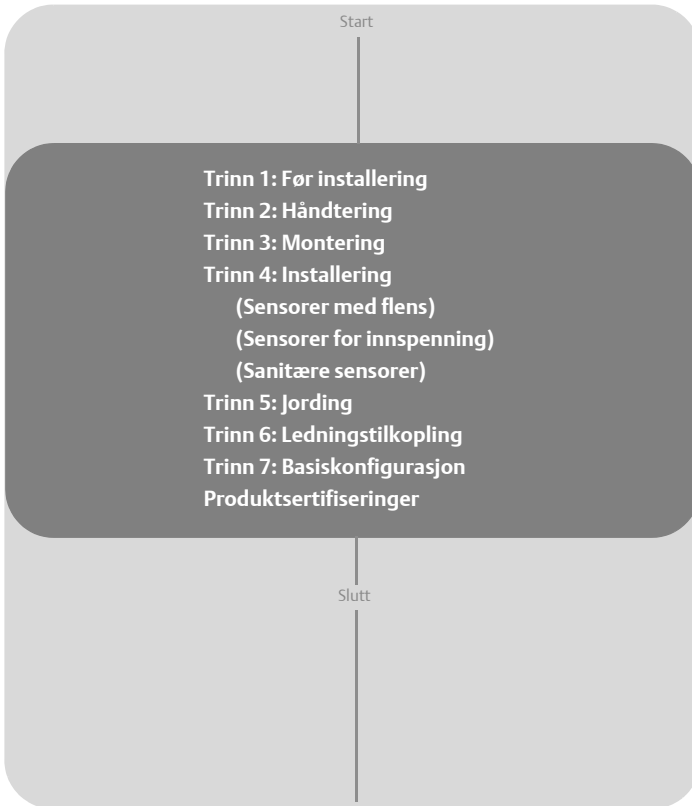 Start
Trinn 1: Før installering
Trinn 2: Håndtering
Trinn 3: Montering
Trinn 4: Installering
(Sensorer med flens)
(Sensorer for innspenning)
(Sanitære sensorer)
Trinn 5: Jording
Trinn 6: Ledningstilkopling
Trinn 7: Basiskonfigurasjon
Produktsertifiseringer
Slutt